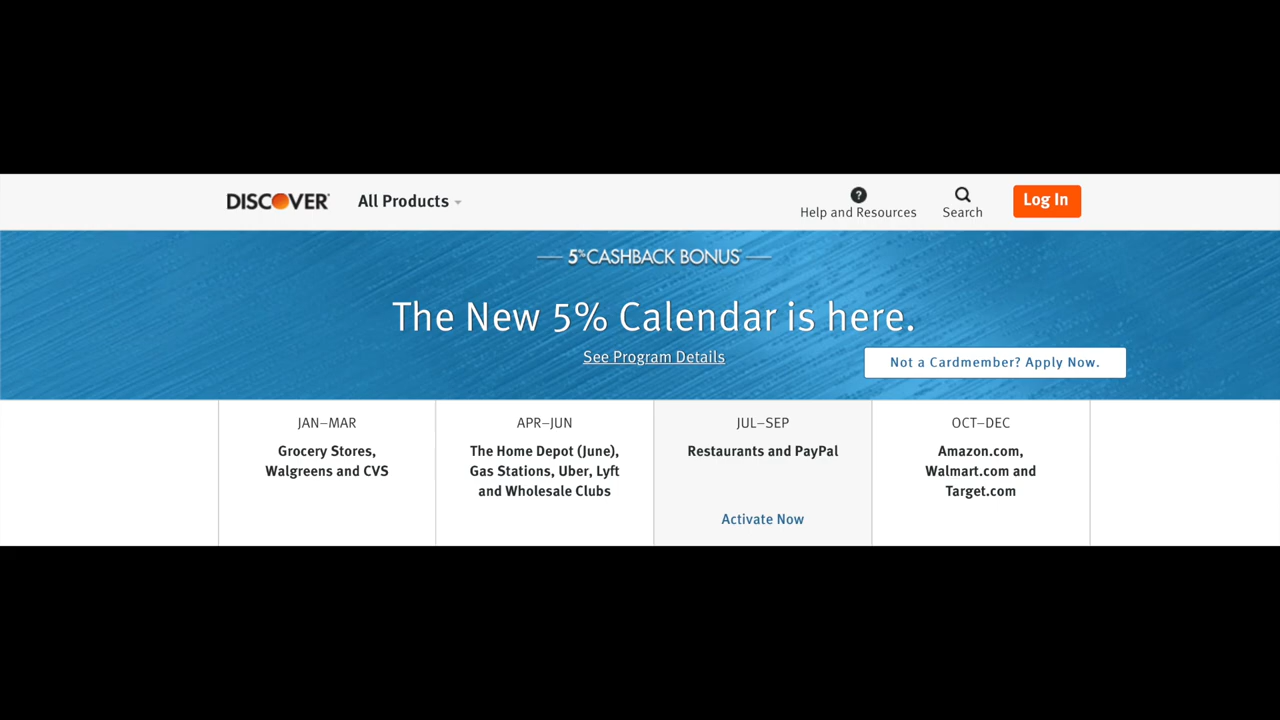 DISCOVER
All Products
?
Help and Resources
Search
Log In
5% CASHBACK BONUS
The New 5% Calendar is here.
See Program Details
Not a Cardmember? Apply Now.
JAN–MAR
Grocery Stores,
Walgreens and CVS
APR–JUN
The Home Depot (June),
Gas Stations, Uber, Lyft
and Wholesale Clubs
JUL–SEP
Restaurants and PayPal
Activate Now
OCT–DEC
Amazon.com,
Walmart.com and
Target.com